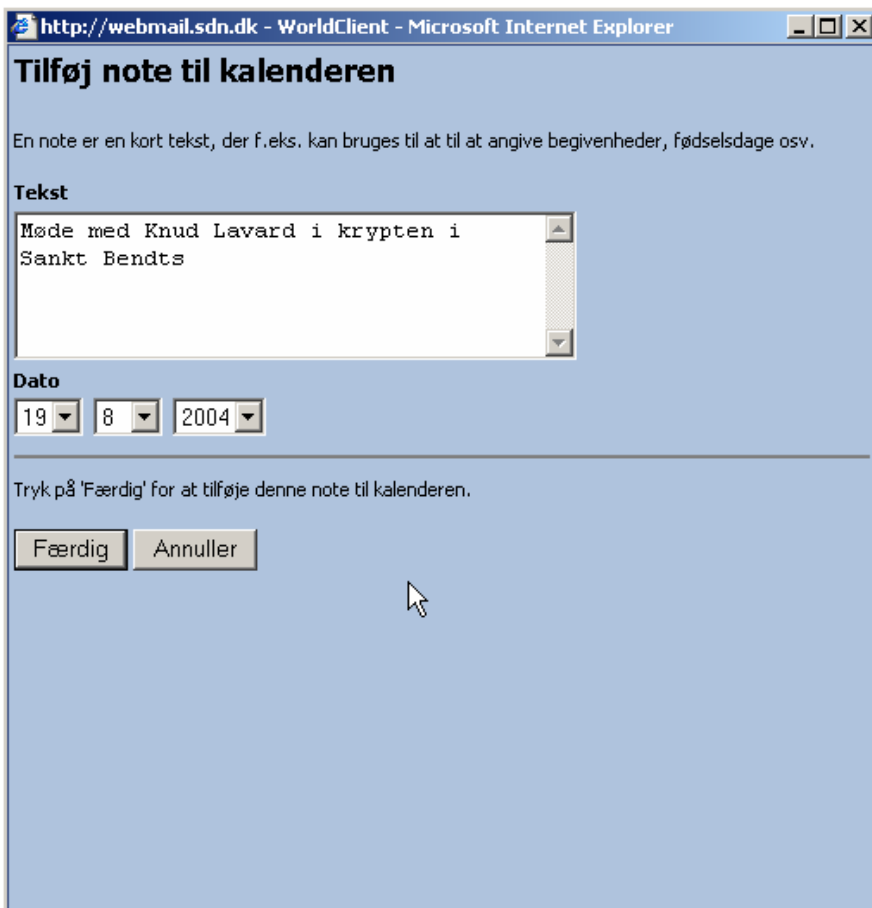 http://webmail.sdn.dk - WorldClient - Microsoft Internet Explorer
Tilføj note til kalenderen
En note er en kort tekst, der f.eks. kan bruges til at til at angive begivenheder, fødselsdage osv.
Tekst
Møde med Knud Lavard i krypten i
Sankt Bendts
Dato
19 8 2004
Tryk på 'Færdig' for at tilføje denne note til kalenderen.
Færdig Annuller